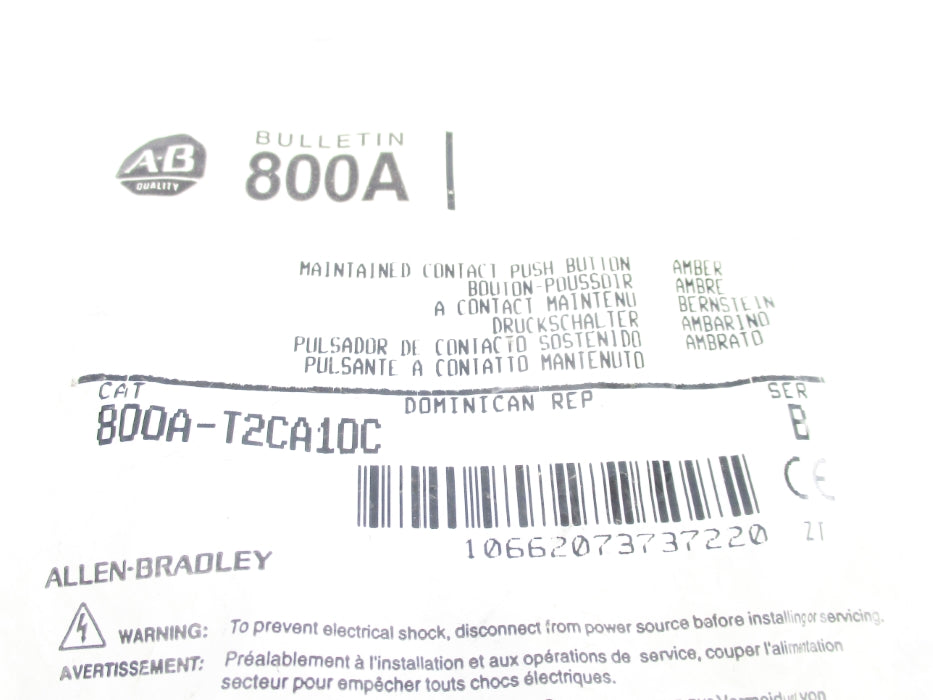 A-B
QUALITY
BULLETIN
800A
MAINTAINED CONTACT PUSH BUTTON AMBER
BOUTON-POUSSOIR AMBRE
A CONTACT MAINTENU BERNSTEIN
DRUCKSCHALTER AMBARINO
PULSADOR DE CONTACTO SOSTENIDO AMBRATO
PULSANTE A CONTATTO MANTENUTO
CAT DOMINICAN REP SER
800A-T2CA10C B
CE
10662073737220 21
ALLEN-BRADLEY
WARNING: To prevent electrical shock, disconnect from power source before installing or servicing.
AVERTISSEMENT: Préalablement à l'installation et aux opérations de service, couper l'alimentation
secteur pour empêcher touts chocs électriques.
Vermeidung von